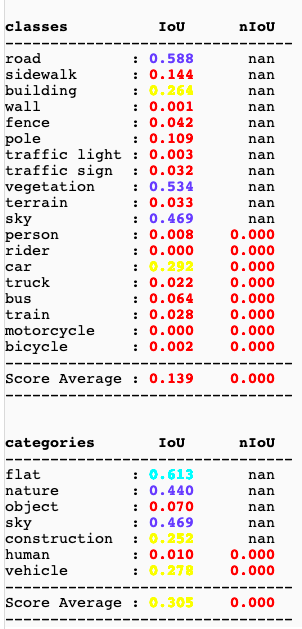 classes IoU nIoU
--------------------------------
road : 0.588 nan
sidewalk : 0.144 nan
building : 0.264 nan
wall : 0.001 nan
fence : 0.042 nan
pole : 0.109 nan
traffic light : 0.003 nan
traffic sign : 0.032 nan
vegetation : 0.534 nan
terrain : 0.033 nan
sky : 0.469 nan
person : 0.008 0.000
rider : 0.000 0.000
car : 0.292 0.000
truck : 0.022 0.000
bus : 0.064 0.000
train : 0.028 0.000
motorcycle : 0.000 0.000
bicycle : 0.002 0.000
--------------------------------
Score Average : 0.139 0.000
--------------------------------
categories IoU nIoU
--------------------------------
flat : 0.613 nan
nature : 0.440 nan
object : 0.070 nan
sky : 0.469 nan
construction : 0.252 nan
human : 0.010 0.000
vehicle : 0.278 0.000
--------------------------------
Score Average : 0.305 0.000
--------------------------------